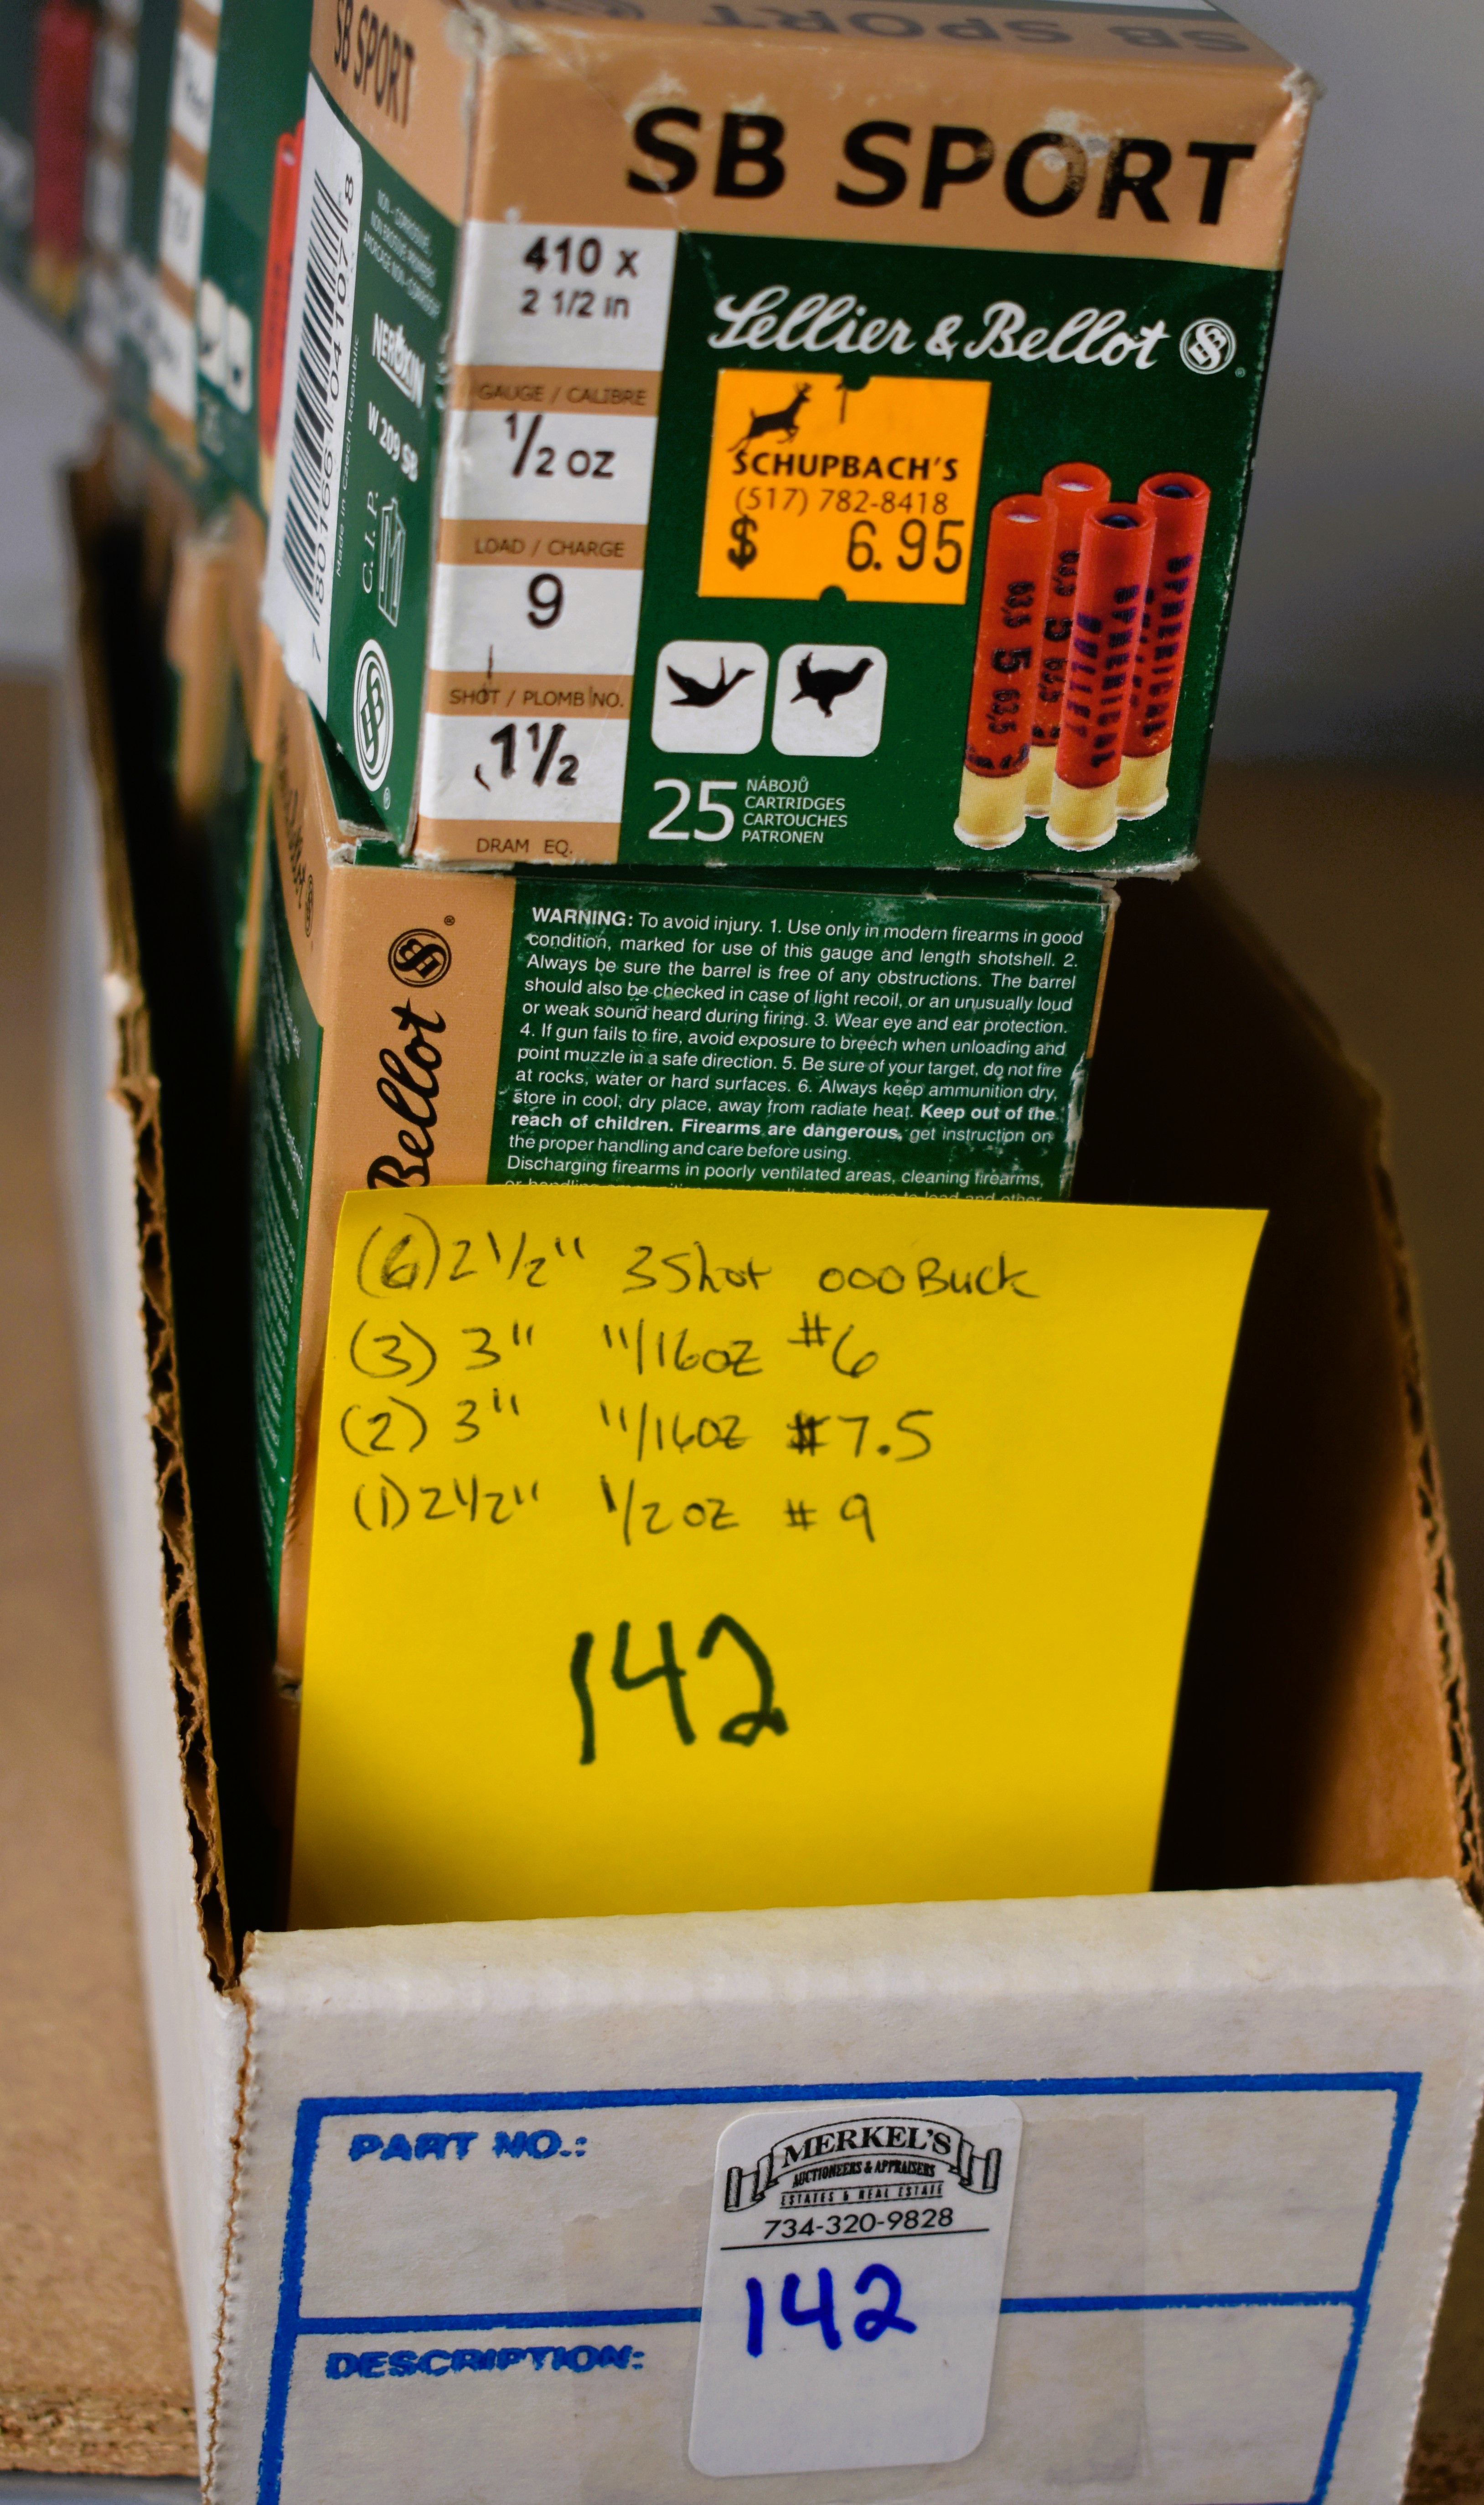 SB SPORT
SB SPORT
SB SPORT
410 x
2 1/2 in
GAUGE / CALIBRE
1/2 oz
LOAD / CHARGE
9
SHOT / PLOMB NO.
1 1/2
DRAM EQ.
Lellier & Bellot
SCHUPBACH'S
(517) 782-8418
$ 6.95
25
NÁBOJŮ
CARTRIDGES
CARTOUCHES
PATRONEN
NON-CORROSIVE,
NEROXIN
W 209 SB
C.I.P.
Made in Czech Republic
Bellot
WARNING: To avoid injury. 1. Use only in modern firearms in good
condition, marked for use of this gauge and length shotshell. 2.
Always be sure the barrel is free of any obstructions. The barrel
should also be checked in case of light recoil, or an unusually loud
or weak sound heard during firing. 3. Wear eye and ear protection.
4. If gun fails to fire, avoid exposure to breech when unloading and
point muzzle in a safe direction. 5. Be sure of your target, do not fire
at rocks, water or hard surfaces. 6. Always keep ammunition dry,
store in cool, dry place, away from radiate heat. Keep out of the
reach of children. Firearms are dangerous, get instruction on
the proper handling and care before using.
Discharging firearms in poorly ventilated areas, cleaning firearms,
(6) 2 1/2" 3 Shot 000 Buck
(3) 3" 11/16oz #6
(2) 3" 11/16oz #7.5
(1) 2 1/2" 1/2 oz #9
142
PART NO.:
MERKEL'S
AUCTIONEERS & APPRAISERS
ESTATES & REAL ESTATE
734-320-9828
142
DESCRIPTION: